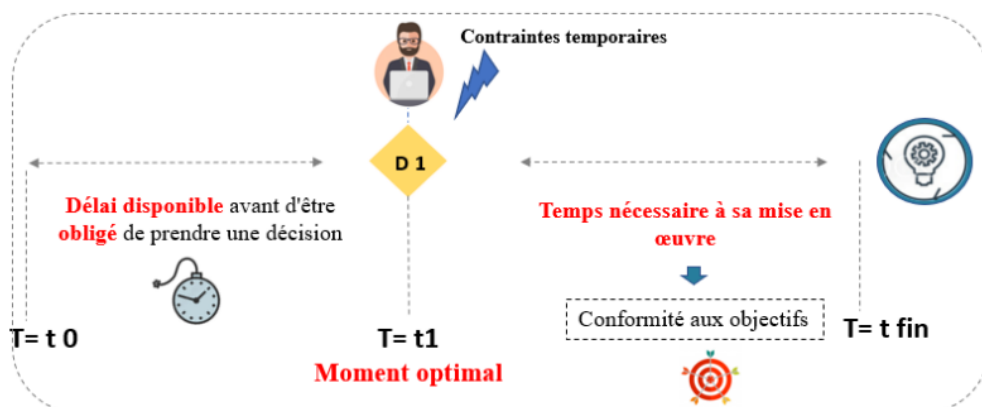 Contraintes temporaires
D 1
Délai disponible avant d'être
obligé de prendre une décision
Temps nécessaire à sa mise en
œuvre
Conformité aux objectifs
T= t 0
T= t1
T= t fin
Moment optimal